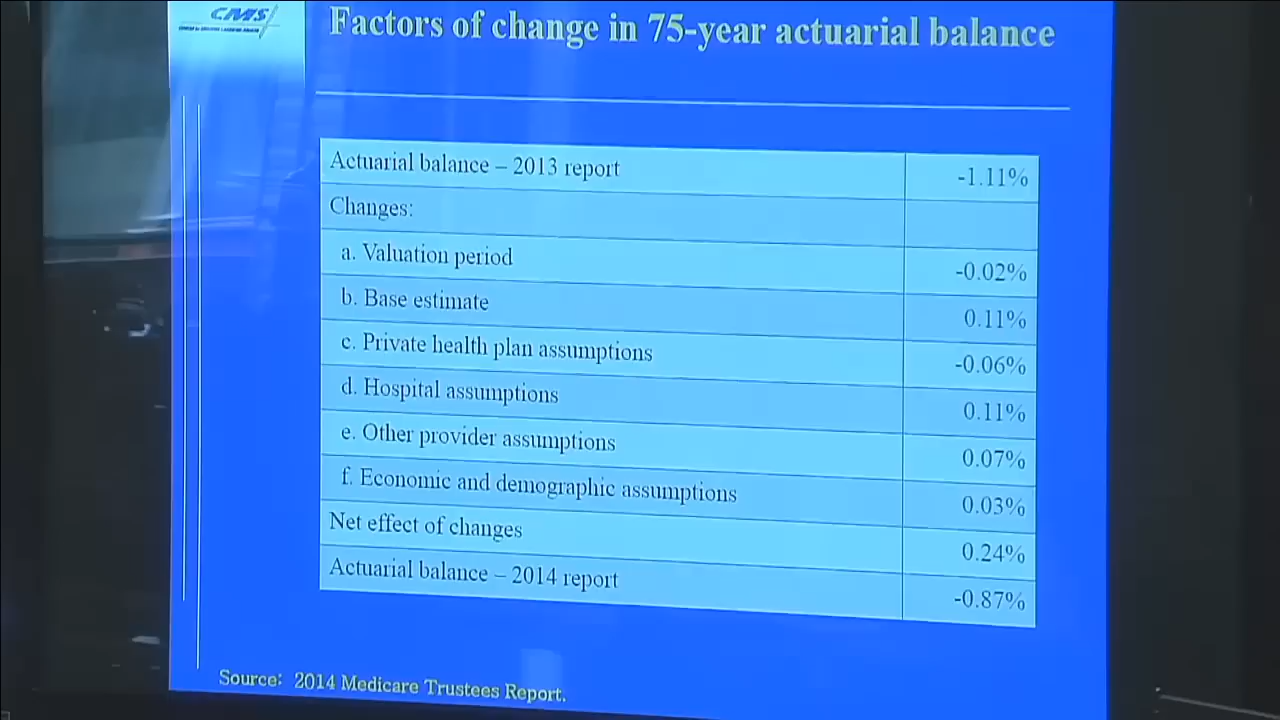 CMS
Factors of change in 75-year actuarial balance
Actuarial balance – 2013 report -1.11%
Changes:
a. Valuation period -0.02%
b. Base estimate 0.11%
c. Private health plan assumptions -0.06%
d. Hospital assumptions 0.11%
e. Other provider assumptions 0.07%
f. Economic and demographic assumptions 0.03%
Net effect of changes 0.24%
Actuarial balance – 2014 report -0.87%
Source: 2014 Medicare Trustees Report.